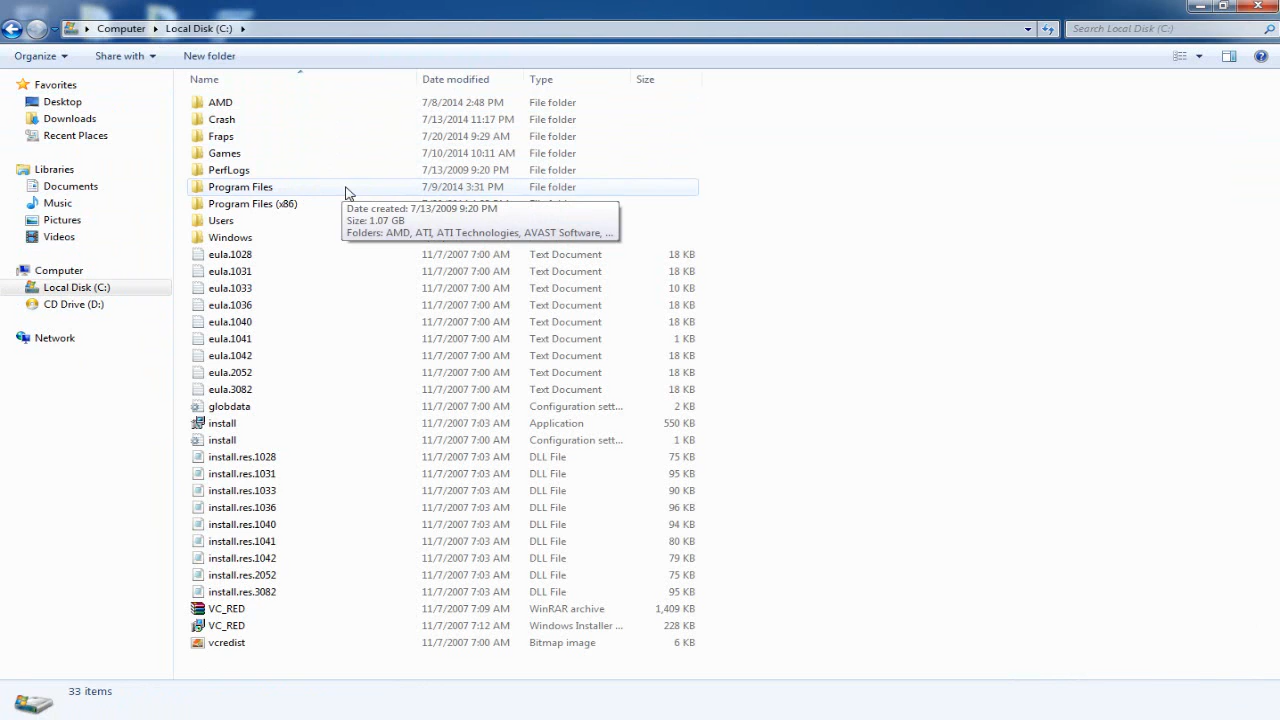 Computer Local Disk (C:) Search Local Disk (C:)
Organize Share with New folder
Favorites
Desktop
Downloads
Recent Places
Libraries
Documents
Music
Pictures
Videos
Computer
Local Disk (C:)
CD Drive (D:)
Network
Name Date modified Type Size
AMD 7/8/2014 2:48 PM File folder
Crash 7/13/2014 11:17 PM File folder
Fraps 7/20/2014 9:29 AM File folder
Games 7/10/2014 10:11 AM File folder
PerfLogs 7/13/2009 9:20 PM File folder
Program Files 7/9/2014 3:31 PM File folder
Program Files (x86)
Users
Windows
Date created: 7/13/2009 9:20 PM
Size: 1.07 GB
Folders: AMD, ATI, ATI Technologies, AVAST Software, ...
eula.1028 11/7/2007 7:00 AM Text Document 18 KB
eula.1031 11/7/2007 7:00 AM Text Document 18 KB
eula.1033 11/7/2007 7:00 AM Text Document 10 KB
eula.1036 11/7/2007 7:00 AM Text Document 18 KB
eula.1040 11/7/2007 7:00 AM Text Document 18 KB
eula.1041 11/7/2007 7:00 AM Text Document 1 KB
eula.1042 11/7/2007 7:00 AM Text Document 18 KB
eula.2052 11/7/2007 7:00 AM Text Document 18 KB
eula.3082 11/7/2007 7:00 AM Text Document 18 KB
globdata 11/7/2007 7:00 AM Configuration sett... 2 KB
install 11/7/2007 7:03 AM Application 550 KB
install 11/7/2007 7:00 AM Configuration sett... 1 KB
install.res.1028 11/7/2007 7:03 AM DLL File 75 KB
install.res.1031 11/7/2007 7:03 AM DLL File 95 KB
install.res.1033 11/7/2007 7:03 AM DLL File 90 KB
install.res.1036 11/7/2007 7:03 AM DLL File 96 KB
install.res.1040 11/7/2007 7:03 AM DLL File 94 KB
install.res.1041 11/7/2007 7:03 AM DLL File 80 KB
install.res.1042 11/7/2007 7:03 AM DLL File 79 KB
install.res.2052 11/7/2007 7:03 AM DLL File 75 KB
install.res.3082 11/7/2007 7:03 AM DLL File 95 KB
VC_RED 11/7/2007 7:09 AM WinRAR archive 1,409 KB
VC_RED 11/7/2007 7:12 AM Windows Installer ... 228 KB
vcredist 11/7/2007 7:00 AM Bitmap image 6 KB
33 items